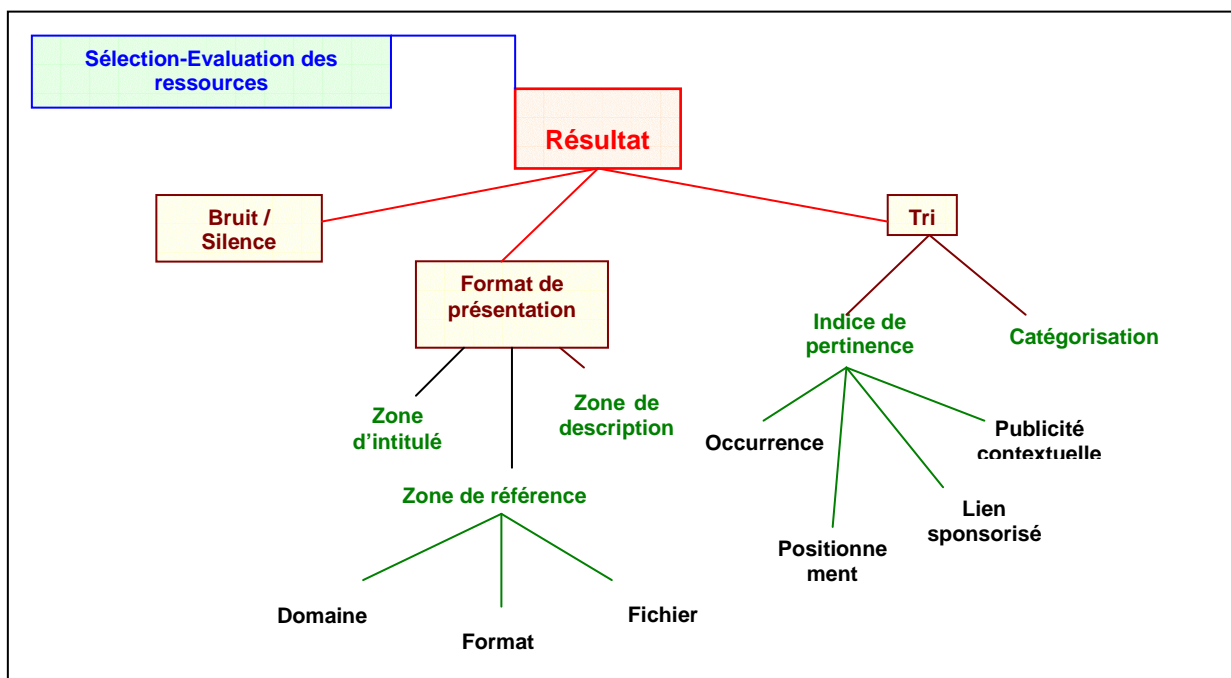 Sélection-Evaluation des
ressources
Résultat
Bruit /
Silence
Tri
Format de
présentation
Indice de
pertinence
Catégorisation
Zone
d'intitulé
Zone de
description
Occurrence
Publicité
contextuelle
Zone de référence
Lien
sponsorisé
Positionne
ment
Domaine
Format
Fichier